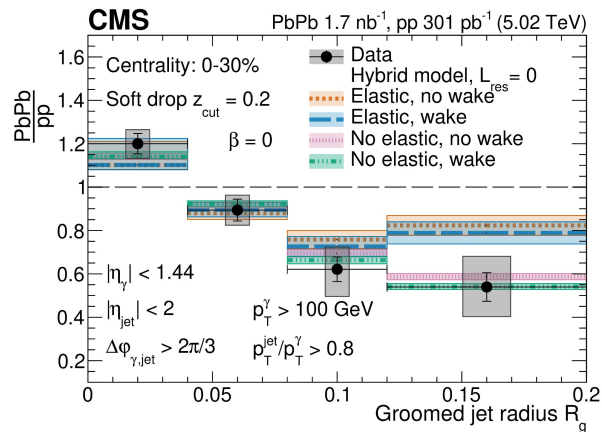 CMS PbPb 1.7 nb⁻¹, pp 301 pb⁻¹ (5.02 TeV)
Centrality: 0-30%
Soft drop z_cut = 0.2
β = 0
Data
Hybrid model, L_res = 0
Elastic, no wake
Elastic, wake
No elastic, no wake
No elastic, wake
PbPb
pp
1.6
1.4
1.2
1
0.8
0.6
0.4
0.2
|η_γ| < 1.44
|η_jet| < 2
Δφ_γ,jet > 2π/3
p_T^γ > 100 GeV
p_T^jet/p_T^γ > 0.8
0 0.05 0.1 0.15 0.2
Groomed jet radius R_g